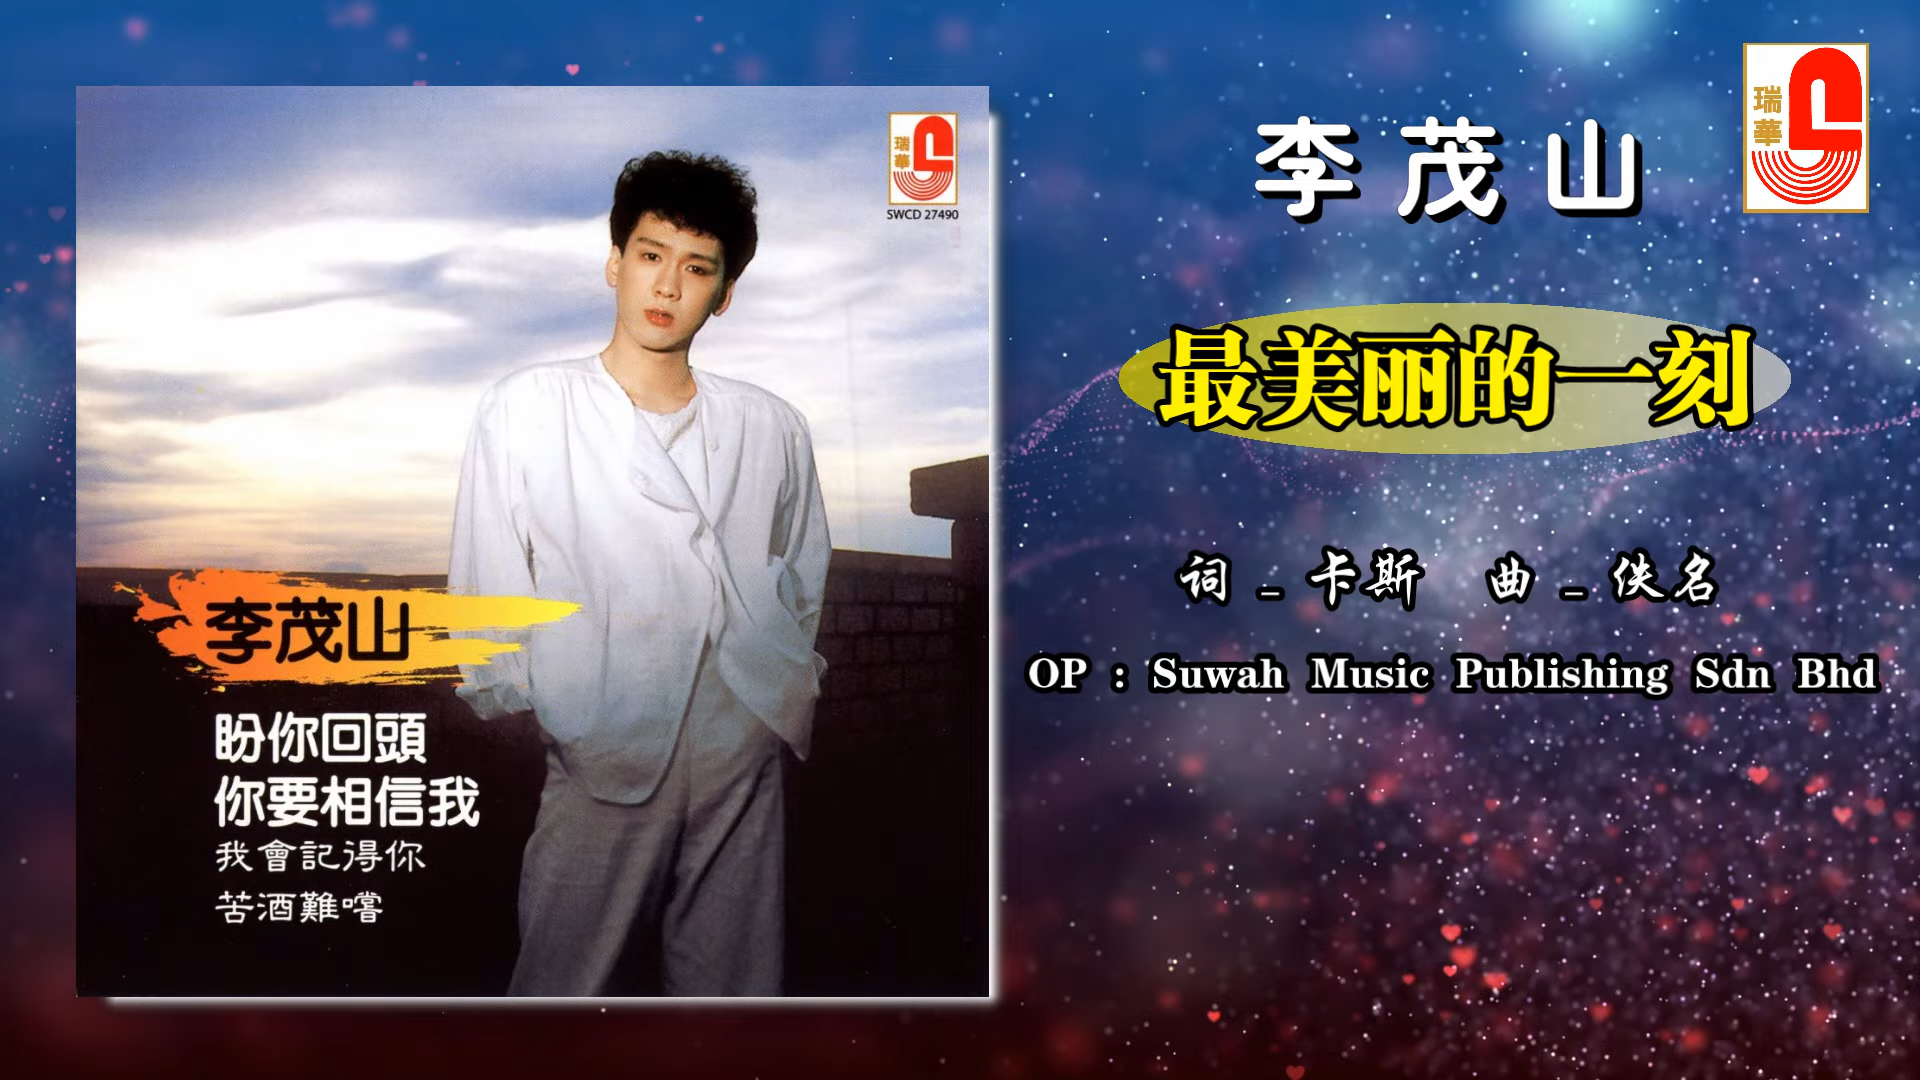 瑞華
SWCD 27490
李茂山
盼你回頭
你要相信我
我會記得你
苦酒難嚐
李茂山
瑞華
最美丽的一刻
词 - 卡斯 曲 - 佚名
OP : Suwah Music Publishing Sdn Bhd